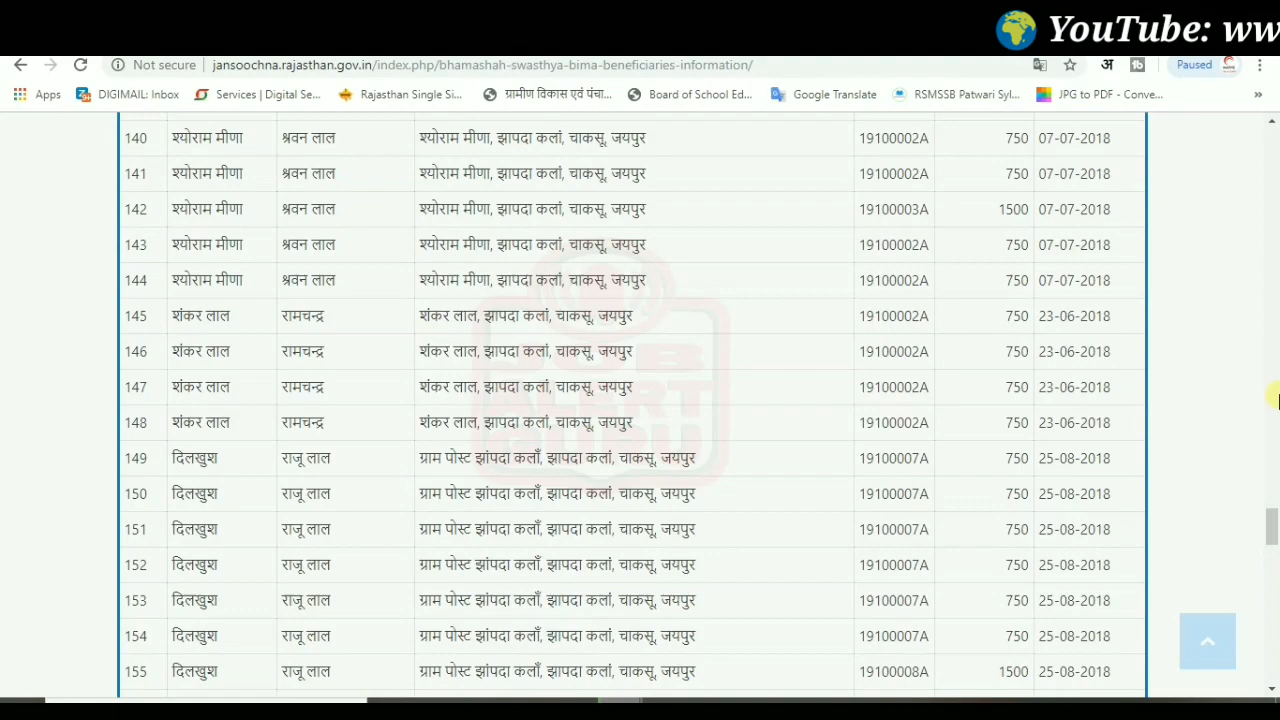 YouTube: ww
Not secure | jansoochna.rajasthan.gov.in/index.php/bhamashah-swasthya-bima-beneficiaries-information/ अ Paused
Apps DIGIMAIL: Inbox Services | Digital Se... Rajasthan Single Si... ग्रामीण विकास एवं पंचा... Board of School Ed... Google Translate RSMSSB Patwari Syl... JPG to PDF - Conve... »
140 श्योराम मीणा श्रवन लाल श्योराम मीणा, झापदा कलां, चाकसू, जयपुर 19100002A 750 07-07-2018
141 श्योराम मीणा श्रवन लाल श्योराम मीणा, झापदा कलां, चाकसू, जयपुर 19100002A 750 07-07-2018
142 श्योराम मीणा श्रवन लाल श्योराम मीणा, झापदा कलां, चाकसू, जयपुर 19100003A 1500 07-07-2018
143 श्योराम मीणा श्रवन लाल श्योराम मीणा, झापदा कलां, चाकसू, जयपुर 19100002A 750 07-07-2018
144 श्योराम मीणा श्रवन लाल श्योराम मीणा, झापदा कलां, चाकसू, जयपुर 19100002A 750 07-07-2018
145 शंकर लाल रामचन्द्र शंकर लाल, झापदा कलां, चाकसू, जयपुर 19100002A 750 23-06-2018
146 शंकर लाल रामचन्द्र शंकर लाल, झापदा कलां, चाकसू, जयपुर 19100002A 750 23-06-2018
147 शंकर लाल रामचन्द्र शंकर लाल, झापदा कलां, चाकसू, जयपुर 19100002A 750 23-06-2018
148 शंकर लाल रामचन्द्र शंकर लाल, झापदा कलां, चाकसू, जयपुर 19100002A 750 23-06-2018
149 दिलखुश राजू लाल ग्राम पोस्ट झांपदा कलाँ, झापदा कलां, चाकसू, जयपुर 19100007A 750 25-08-2018
150 दिलखुश राजू लाल ग्राम पोस्ट झांपदा कलाँ, झापदा कलां, चाकसू, जयपुर 19100007A 750 25-08-2018
151 दिलखुश राजू लाल ग्राम पोस्ट झांपदा कलाँ, झापदा कलां, चाकसू, जयपुर 19100007A 750 25-08-2018
152 दिलखुश राजू लाल ग्राम पोस्ट झांपदा कलाँ, झापदा कलां, चाकसू, जयपुर 19100007A 750 25-08-2018
153 दिलखुश राजू लाल ग्राम पोस्ट झांपदा कलाँ, झापदा कलां, चाकसू, जयपुर 19100007A 750 25-08-2018
154 दिलखुश राजू लाल ग्राम पोस्ट झांपदा कलाँ, झापदा कलां, चाकसू, जयपुर 19100007A 750 25-08-2018
155 दिलखुश राजू लाल ग्राम पोस्ट झांपदा कलाँ, झापदा कलां, चाकसू, जयपुर 19100008A 1500 25-08-2018
JOB
ALERT
GURU